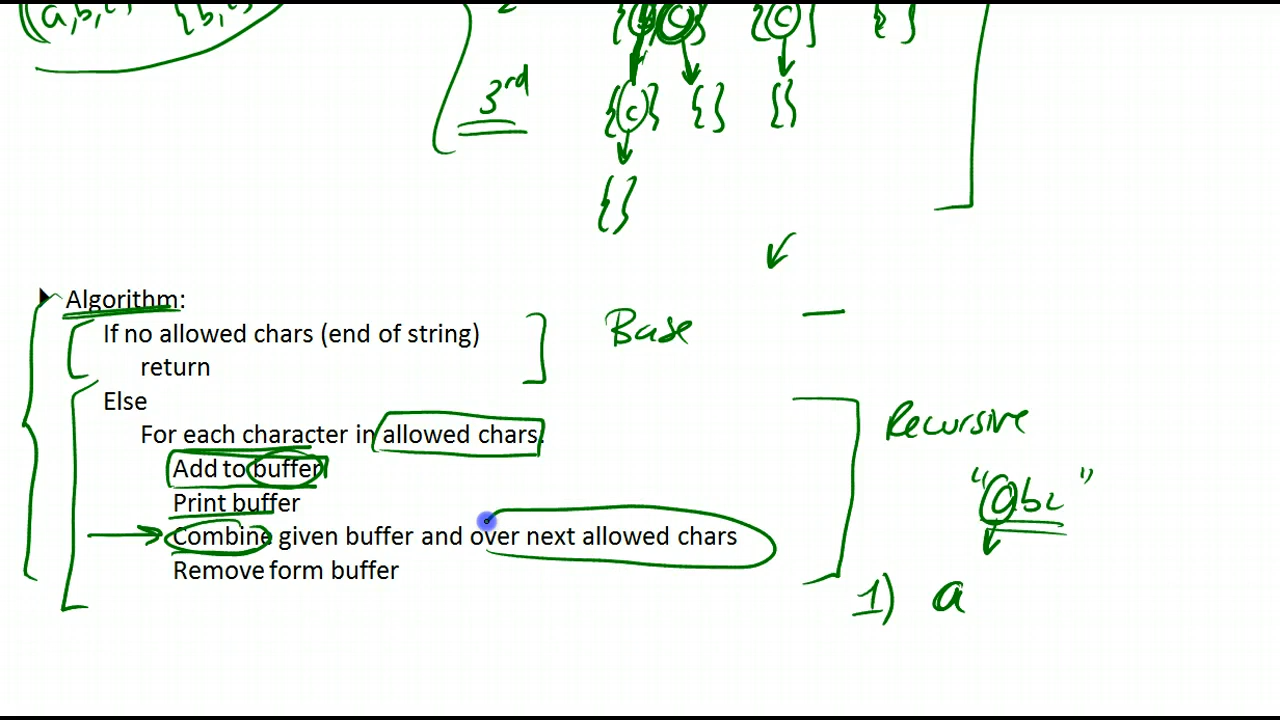 (a,b,c
{b,c}
{c}
3rd
{c} {} {}
{}
Algorithm:
If no allowed chars (end of string)
return
Base
Else
For each character in allowed chars:
Recursive
Add to buffer
Print buffer
"abc"
Combine given buffer and over next allowed chars
Remove form buffer
1) a